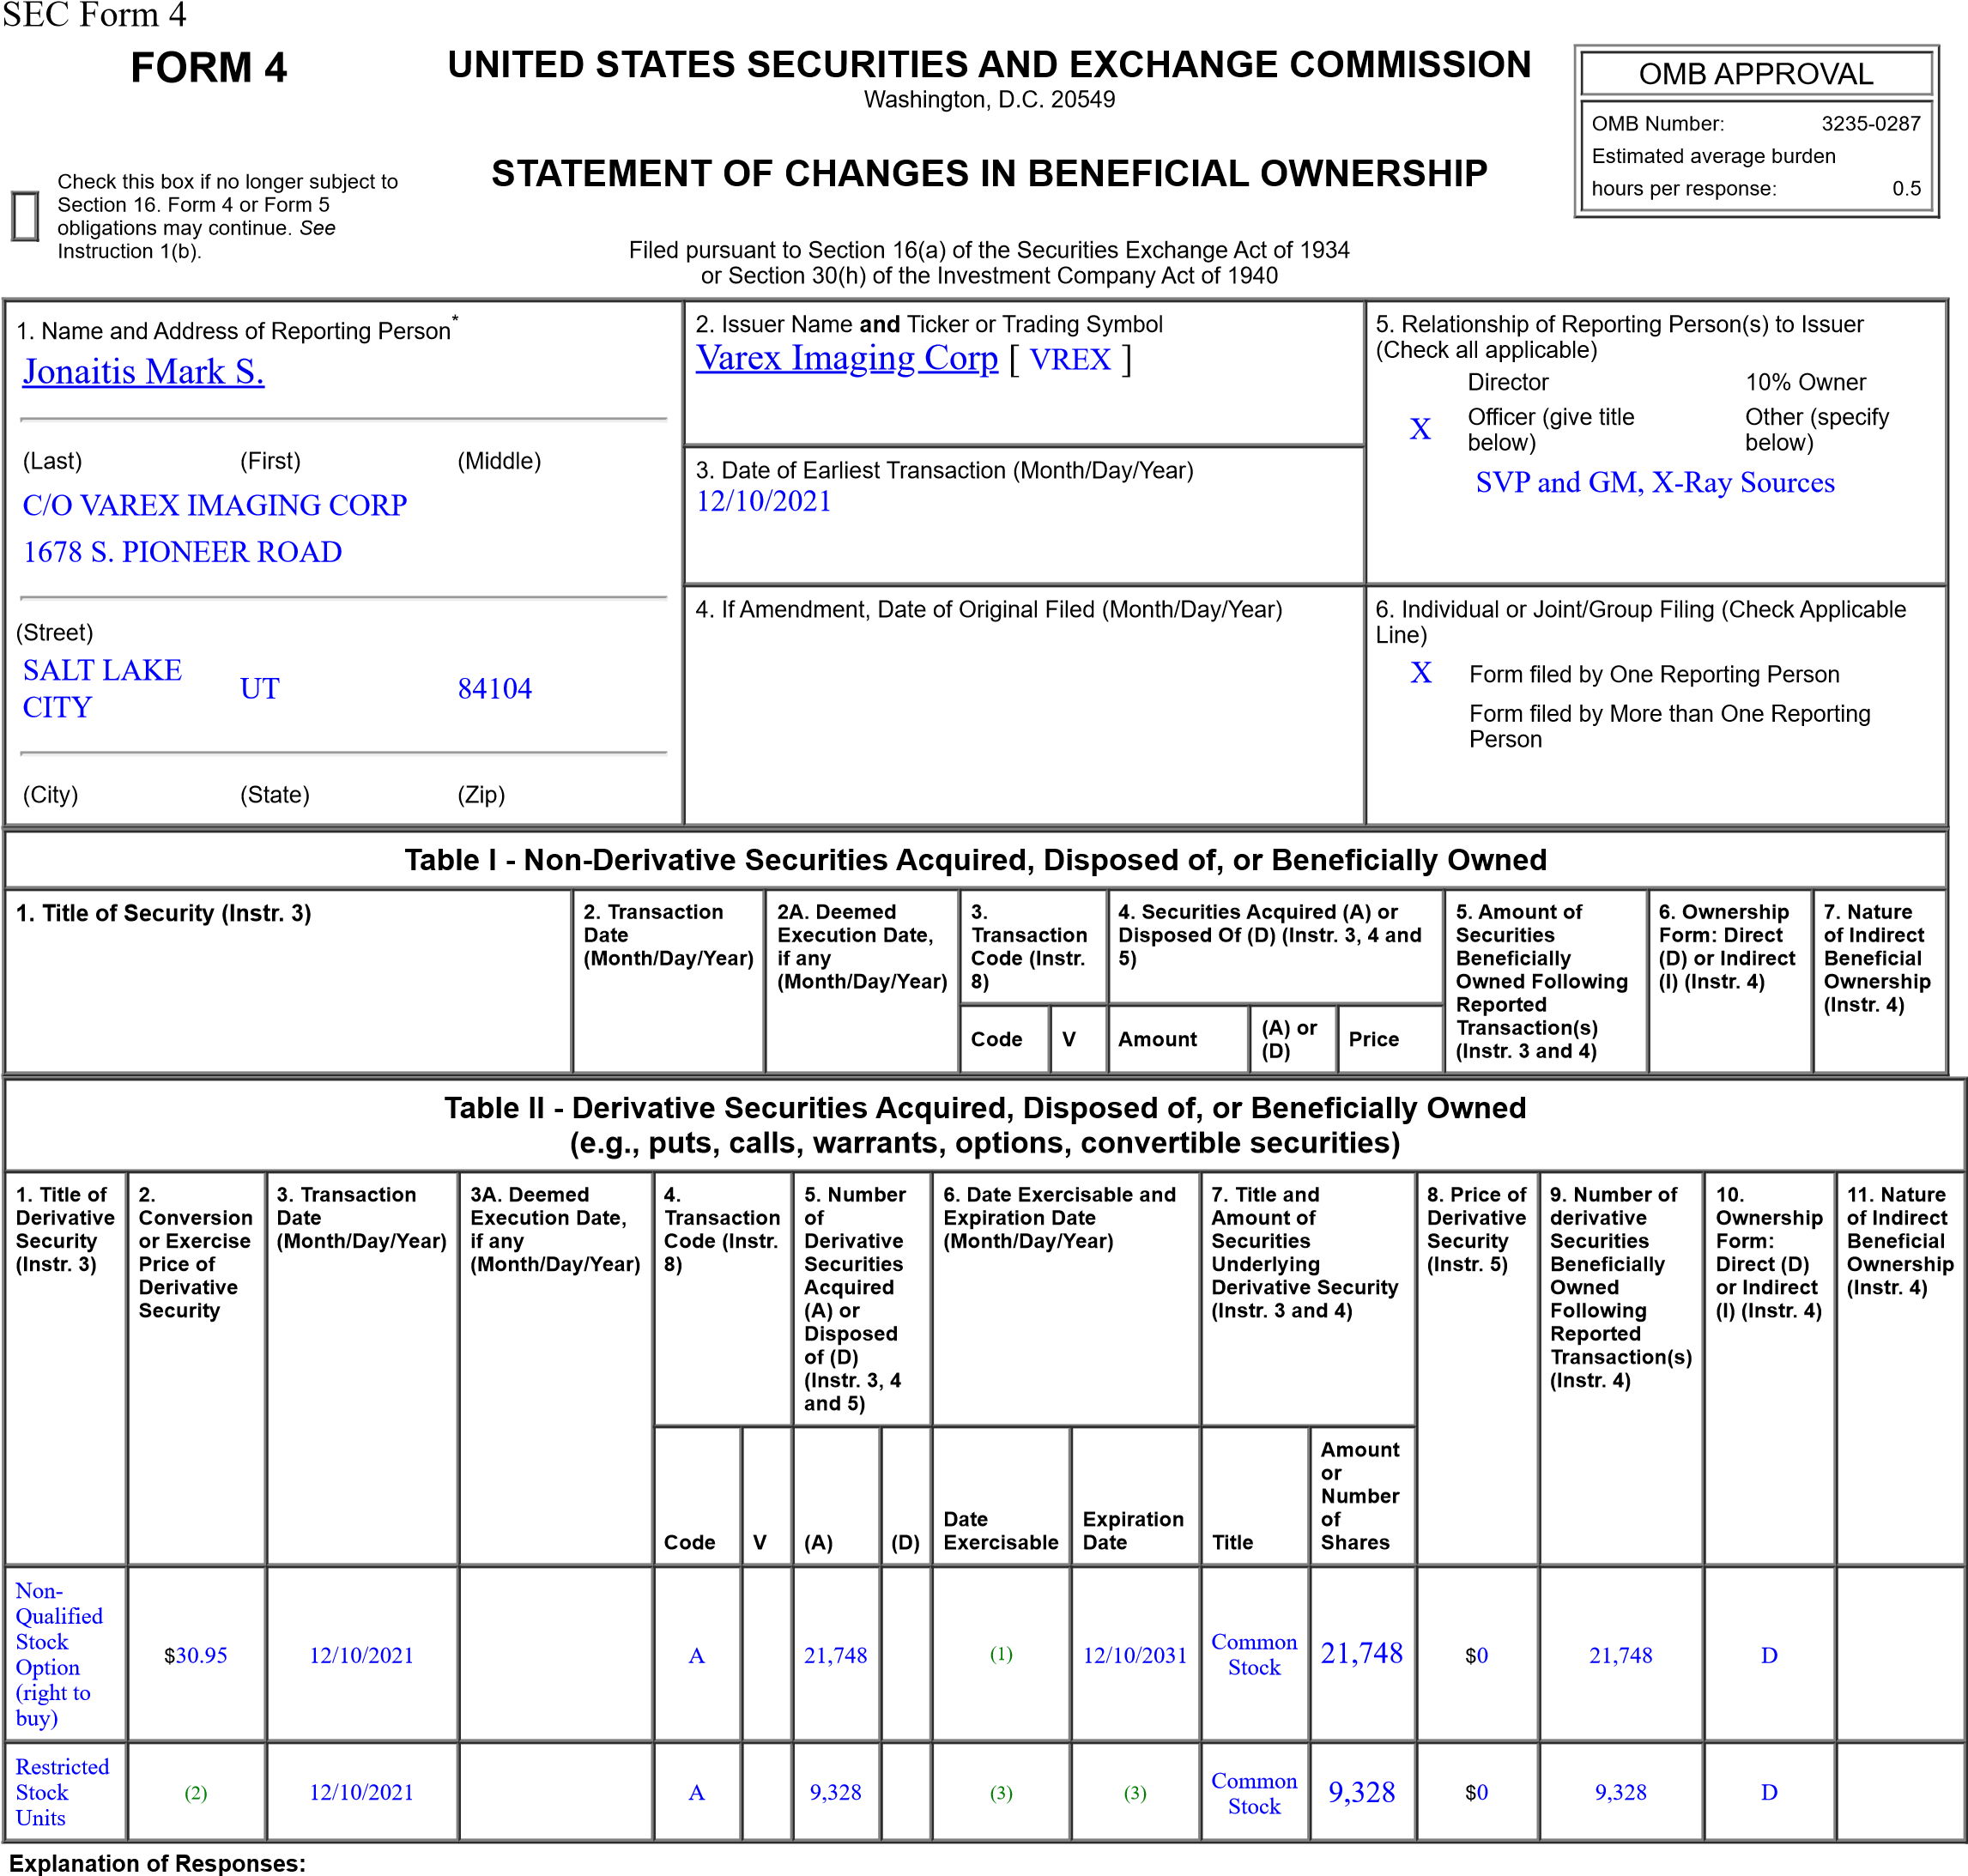 SEC Form 4
FORM 4
UNITED STATES SECURITIES AND EXCHANGE COMMISSION
Washington, D.C. 20549
STATEMENT OF CHANGES IN BENEFICIAL OWNERSHIP
Filed pursuant to Section 16(a) of the Securities Exchange Act of 1934
or Section 30(h) of the Investment Company Act of 1940
OMB APPROVAL
OMB Number: 3235-0287
Estimated average burden
hours per response: 0.5
Check this box if no longer subject to
Section 16. Form 4 or Form 5
obligations may continue. See
Instruction 1(b).
1. Name and Address of Reporting Person*
Jonaitis Mark S.
(Last) (First) (Middle)
C/O VAREX IMAGING CORP
1678 S. PIONEER ROAD
(Street)
SALT LAKE
CITY
UT
84104
(City) (State) (Zip)
2. Issuer Name and Ticker or Trading Symbol
Varex Imaging Corp [ VREX ]
3. Date of Earliest Transaction (Month/Day/Year)
12/10/2021
4. If Amendment, Date of Original Filed (Month/Day/Year)
5. Relationship of Reporting Person(s) to Issuer
(Check all applicable)
Director 10% Owner
X Officer (give title
below)
Other (specify
below)
SVP and GM, X-Ray Sources
6. Individual or Joint/Group Filing (Check Applicable
Line)
X Form filed by One Reporting Person
Form filed by More than One Reporting
Person
Table I - Non-Derivative Securities Acquired, Disposed of, or Beneficially Owned
1. Title of Security (Instr. 3)
2. Transaction
Date
(Month/Day/Year)
2A. Deemed
Execution Date,
if any
(Month/Day/Year)
3.
Transaction
Code (Instr.
8)
4. Securities Acquired (A) or
Disposed Of (D) (Instr. 3, 4 and
5)
5. Amount of
Securities
Beneficially
Owned Following
Reported
Transaction(s)
(Instr. 3 and 4)
6. Ownership
Form: Direct
(D) or Indirect
(I) (Instr. 4)
7. Nature
of Indirect
Beneficial
Ownership
(Instr. 4)
Code V Amount (A) or
(D)
Price
Table II - Derivative Securities Acquired, Disposed of, or Beneficially Owned
(e.g., puts, calls, warrants, options, convertible securities)
1. Title of
Derivative
Security
(Instr. 3)
2.
Conversion
or Exercise
Price of
Derivative
Security
3. Transaction
Date
(Month/Day/Year)
3A. Deemed
Execution Date,
if any
(Month/Day/Year)
4.
Transaction
Code (Instr.
8)
5. Number
of
Derivative
Securities
Acquired
(A) or
Disposed
of (D)
(Instr. 3, 4
and 5)
6. Date Exercisable and
Expiration Date
(Month/Day/Year)
7. Title and
Amount of
Securities
Underlying
Derivative Security
(Instr. 3 and 4)
8. Price of
Derivative
Security
(Instr. 5)
9. Number of
derivative
Securities
Beneficially
Owned
Following
Reported
Transaction(s)
(Instr. 4)
10.
Ownership
Form:
Direct (D)
or Indirect
(I) (Instr. 4)
11. Nature
of Indirect
Beneficial
Ownership
(Instr. 4)
Code V (A) (D)
Date
Exercisable
Expiration
Date
Title
Amount
or
Number
of
Shares
Non-
Qualified
Stock
Option
(right to
buy)
$30.95 12/10/2021 A 21,748 (1) 12/10/2031
Common
Stock
21,748 $0 21,748 D
Restricted
Stock
Units
(2) 12/10/2021 A 9,328 (3) (3)
Common
Stock
9,328 $0 9,328 D
Explanation of Responses: